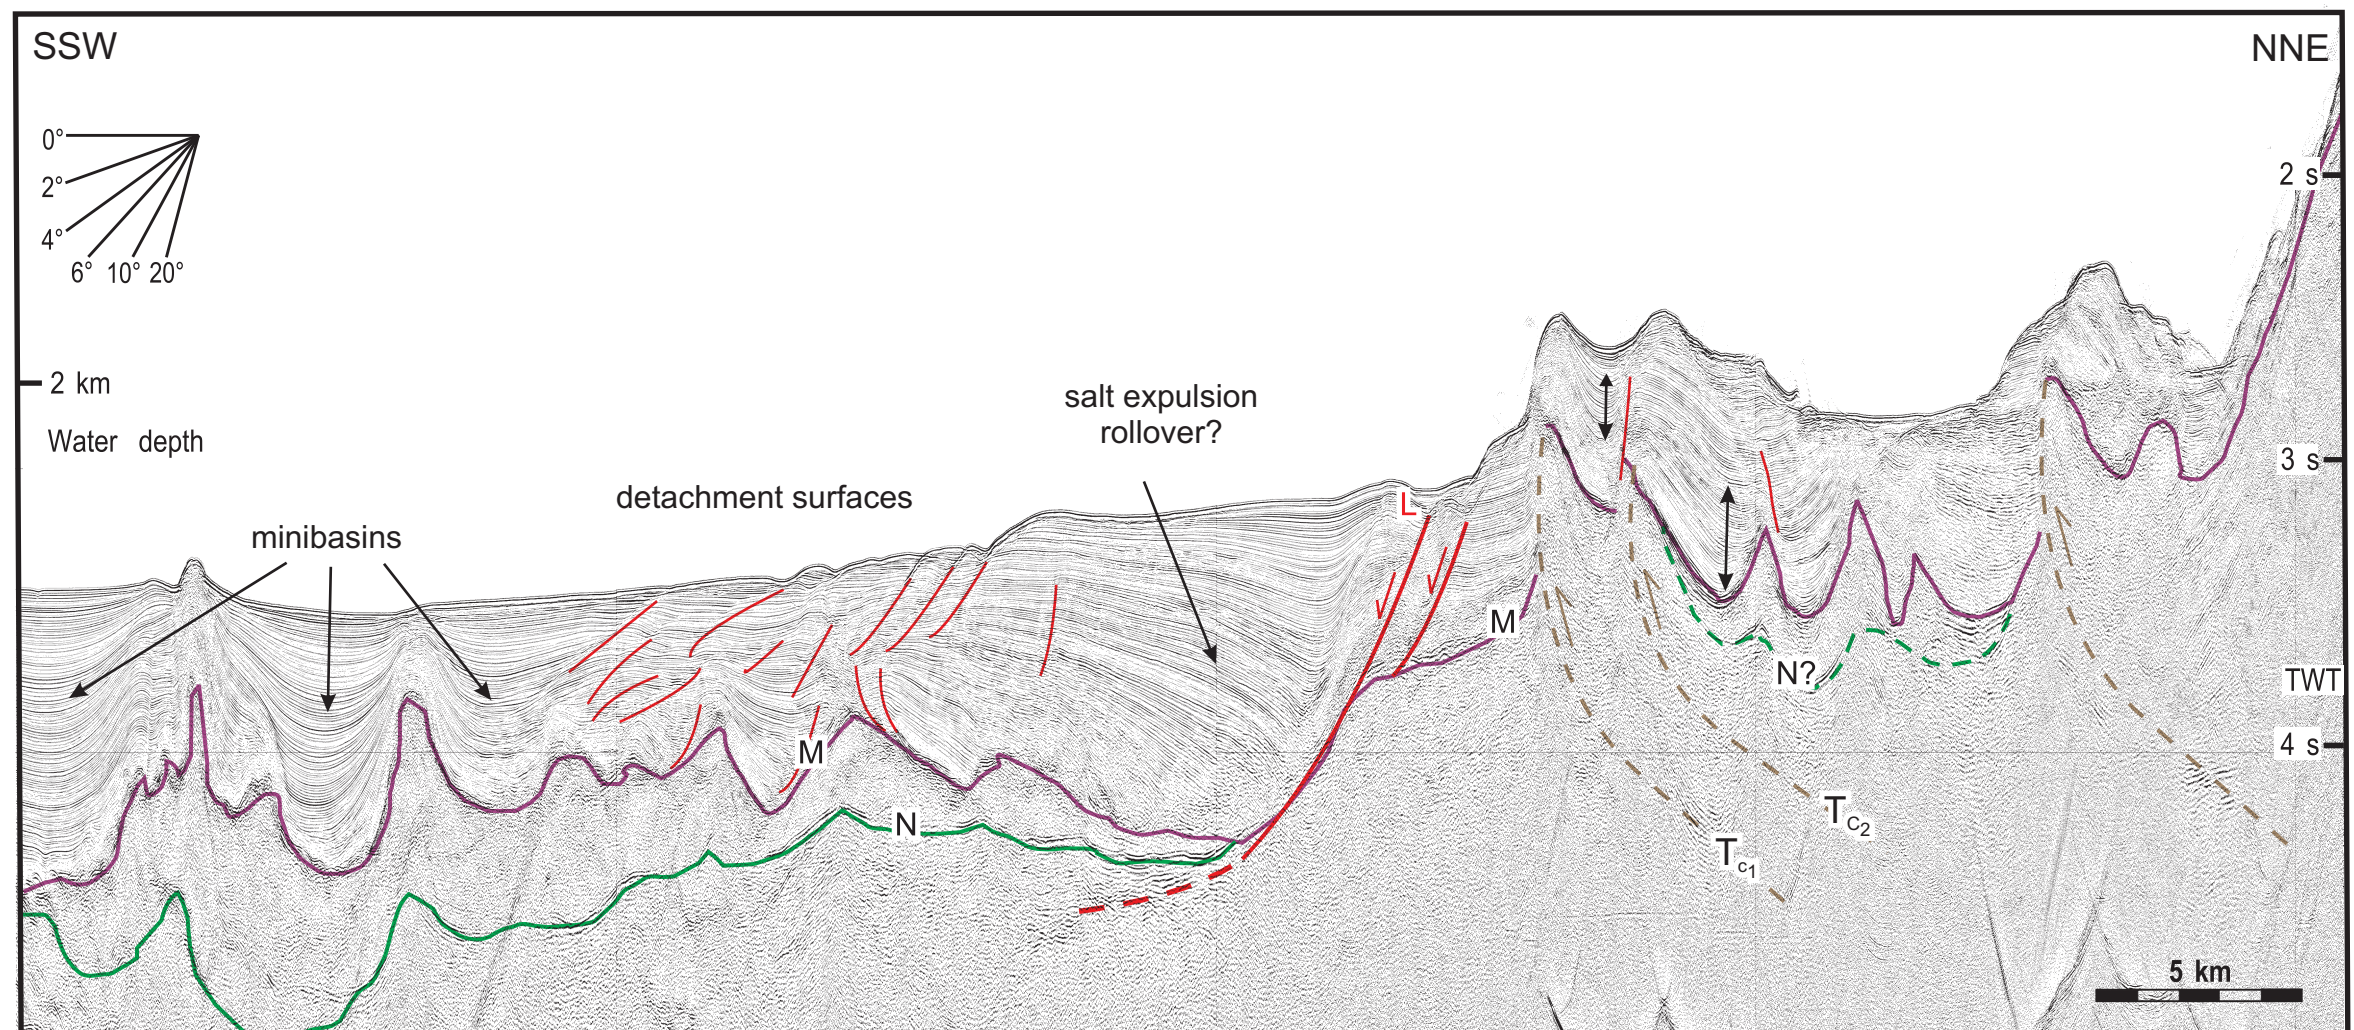 SSW
NNE
0°
2°
4°
6° 10° 20°
2 s
2 km
Water depth
salt expulsion
rollover?
3 s
detachment surfaces
L
minibasins
M
N?
TWT
M
4 s
N
Tc2
Tc1
5 km